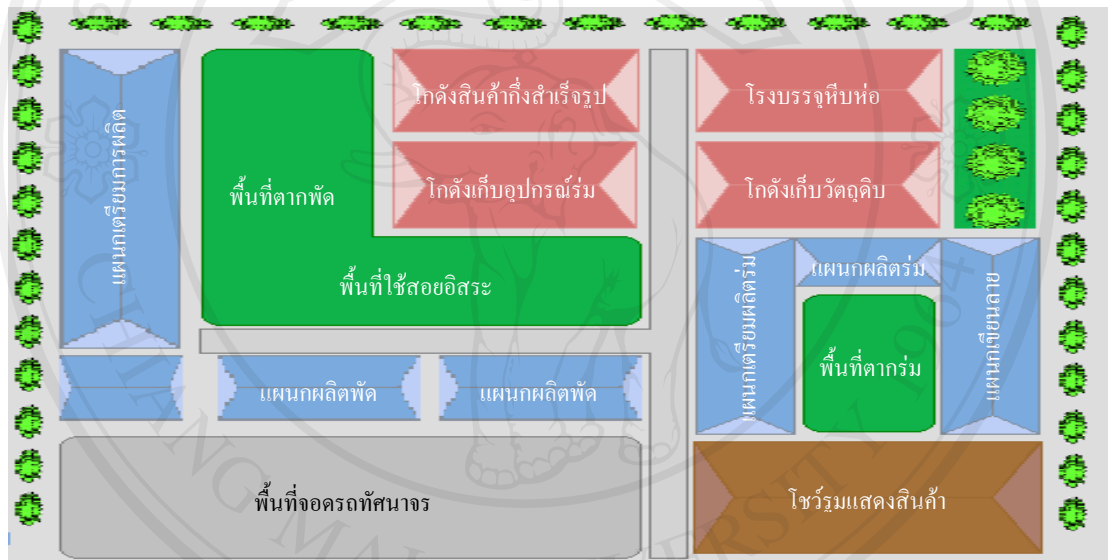 โกดังสินค้ากึ่งสำเร็จรูป
โรงบรรจุหีบห่อ
แผนกเตรียมการผลิต
พื้นที่ตากพัด
โกดังเก็บอุปกรณ์ร่ม
โกดังเก็บวัตถุดิบ
พื้นที่ใช้สอยอิสระ
แผนกเตรียมผลิตร่ม
แผนกผลิตร่ม
แผนกเขียนลาย
พื้นที่ตากร่ม
แผนกผลิตพัด
แผนกผลิตพัด
พื้นที่จอดรถทัศนาจร
โชว์รูมแสดงสินค้า
CHIANG MAI UNIVERSITY 1964